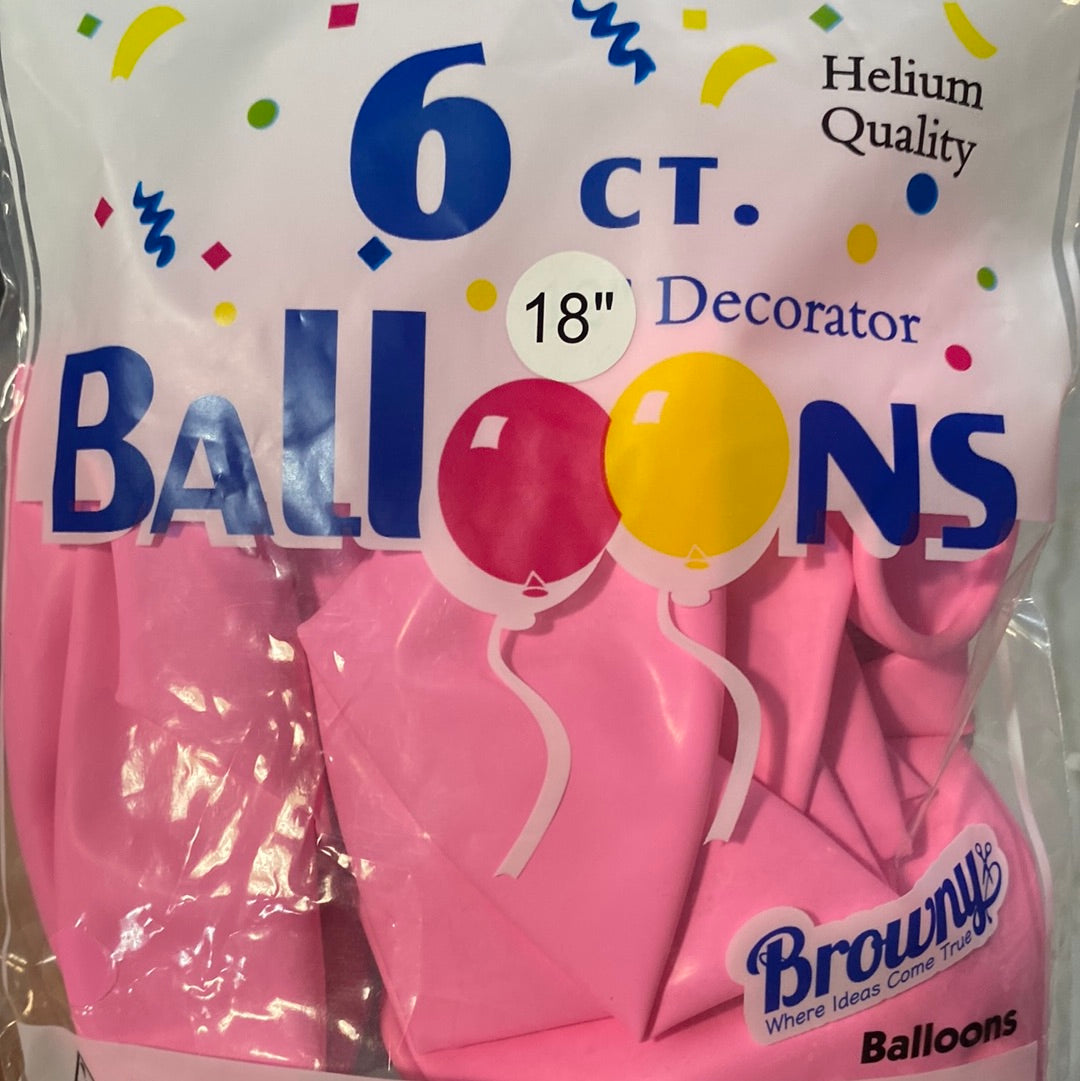 Helium
Quality
6 CT.
18" Decorator
BALLOONS
Browny
Where Ideas Come True
Balloons